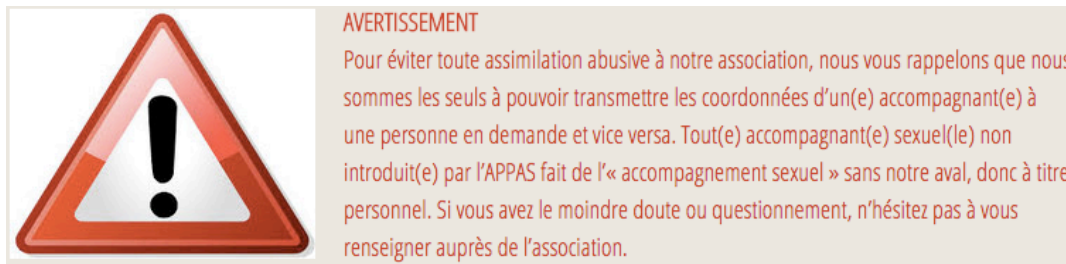 AVERTISSEMENT
Pour éviter toute assimilation abusive à notre association, nous vous rappelons que nous
sommes les seuls à pouvoir transmettre les coordonnées d’un(e) accompagnant(e) à
une personne en demande et vice versa. Tout(e) accompagnant(e) sexuel(le) non
introduit(e) par l’APPAS fait de l’« accompagnement sexuel » sans notre aval, donc à titre
personnel. Si vous avez le moindre doute ou questionnement, n’hésitez pas à vous
renseigner auprès de l’association.